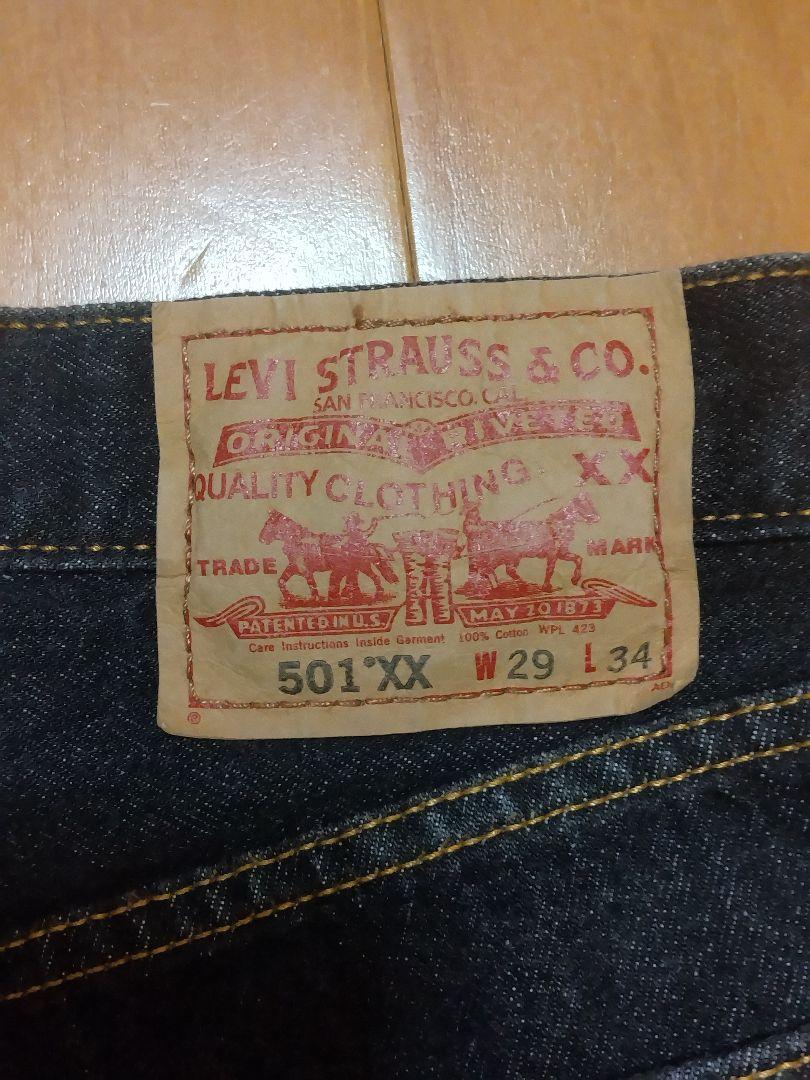 LEVI STRAUSS & CO.
SAN FRANCISCO, CAL.
ORIGINAL RIVETED
QUALITY CLOTHING XX
TRADE MARK
PATENTED IN U.S. MAY 20 1873
Care Instructions Inside Garment 100% Cotton WPL 423
501®XX W 29 L 34
®